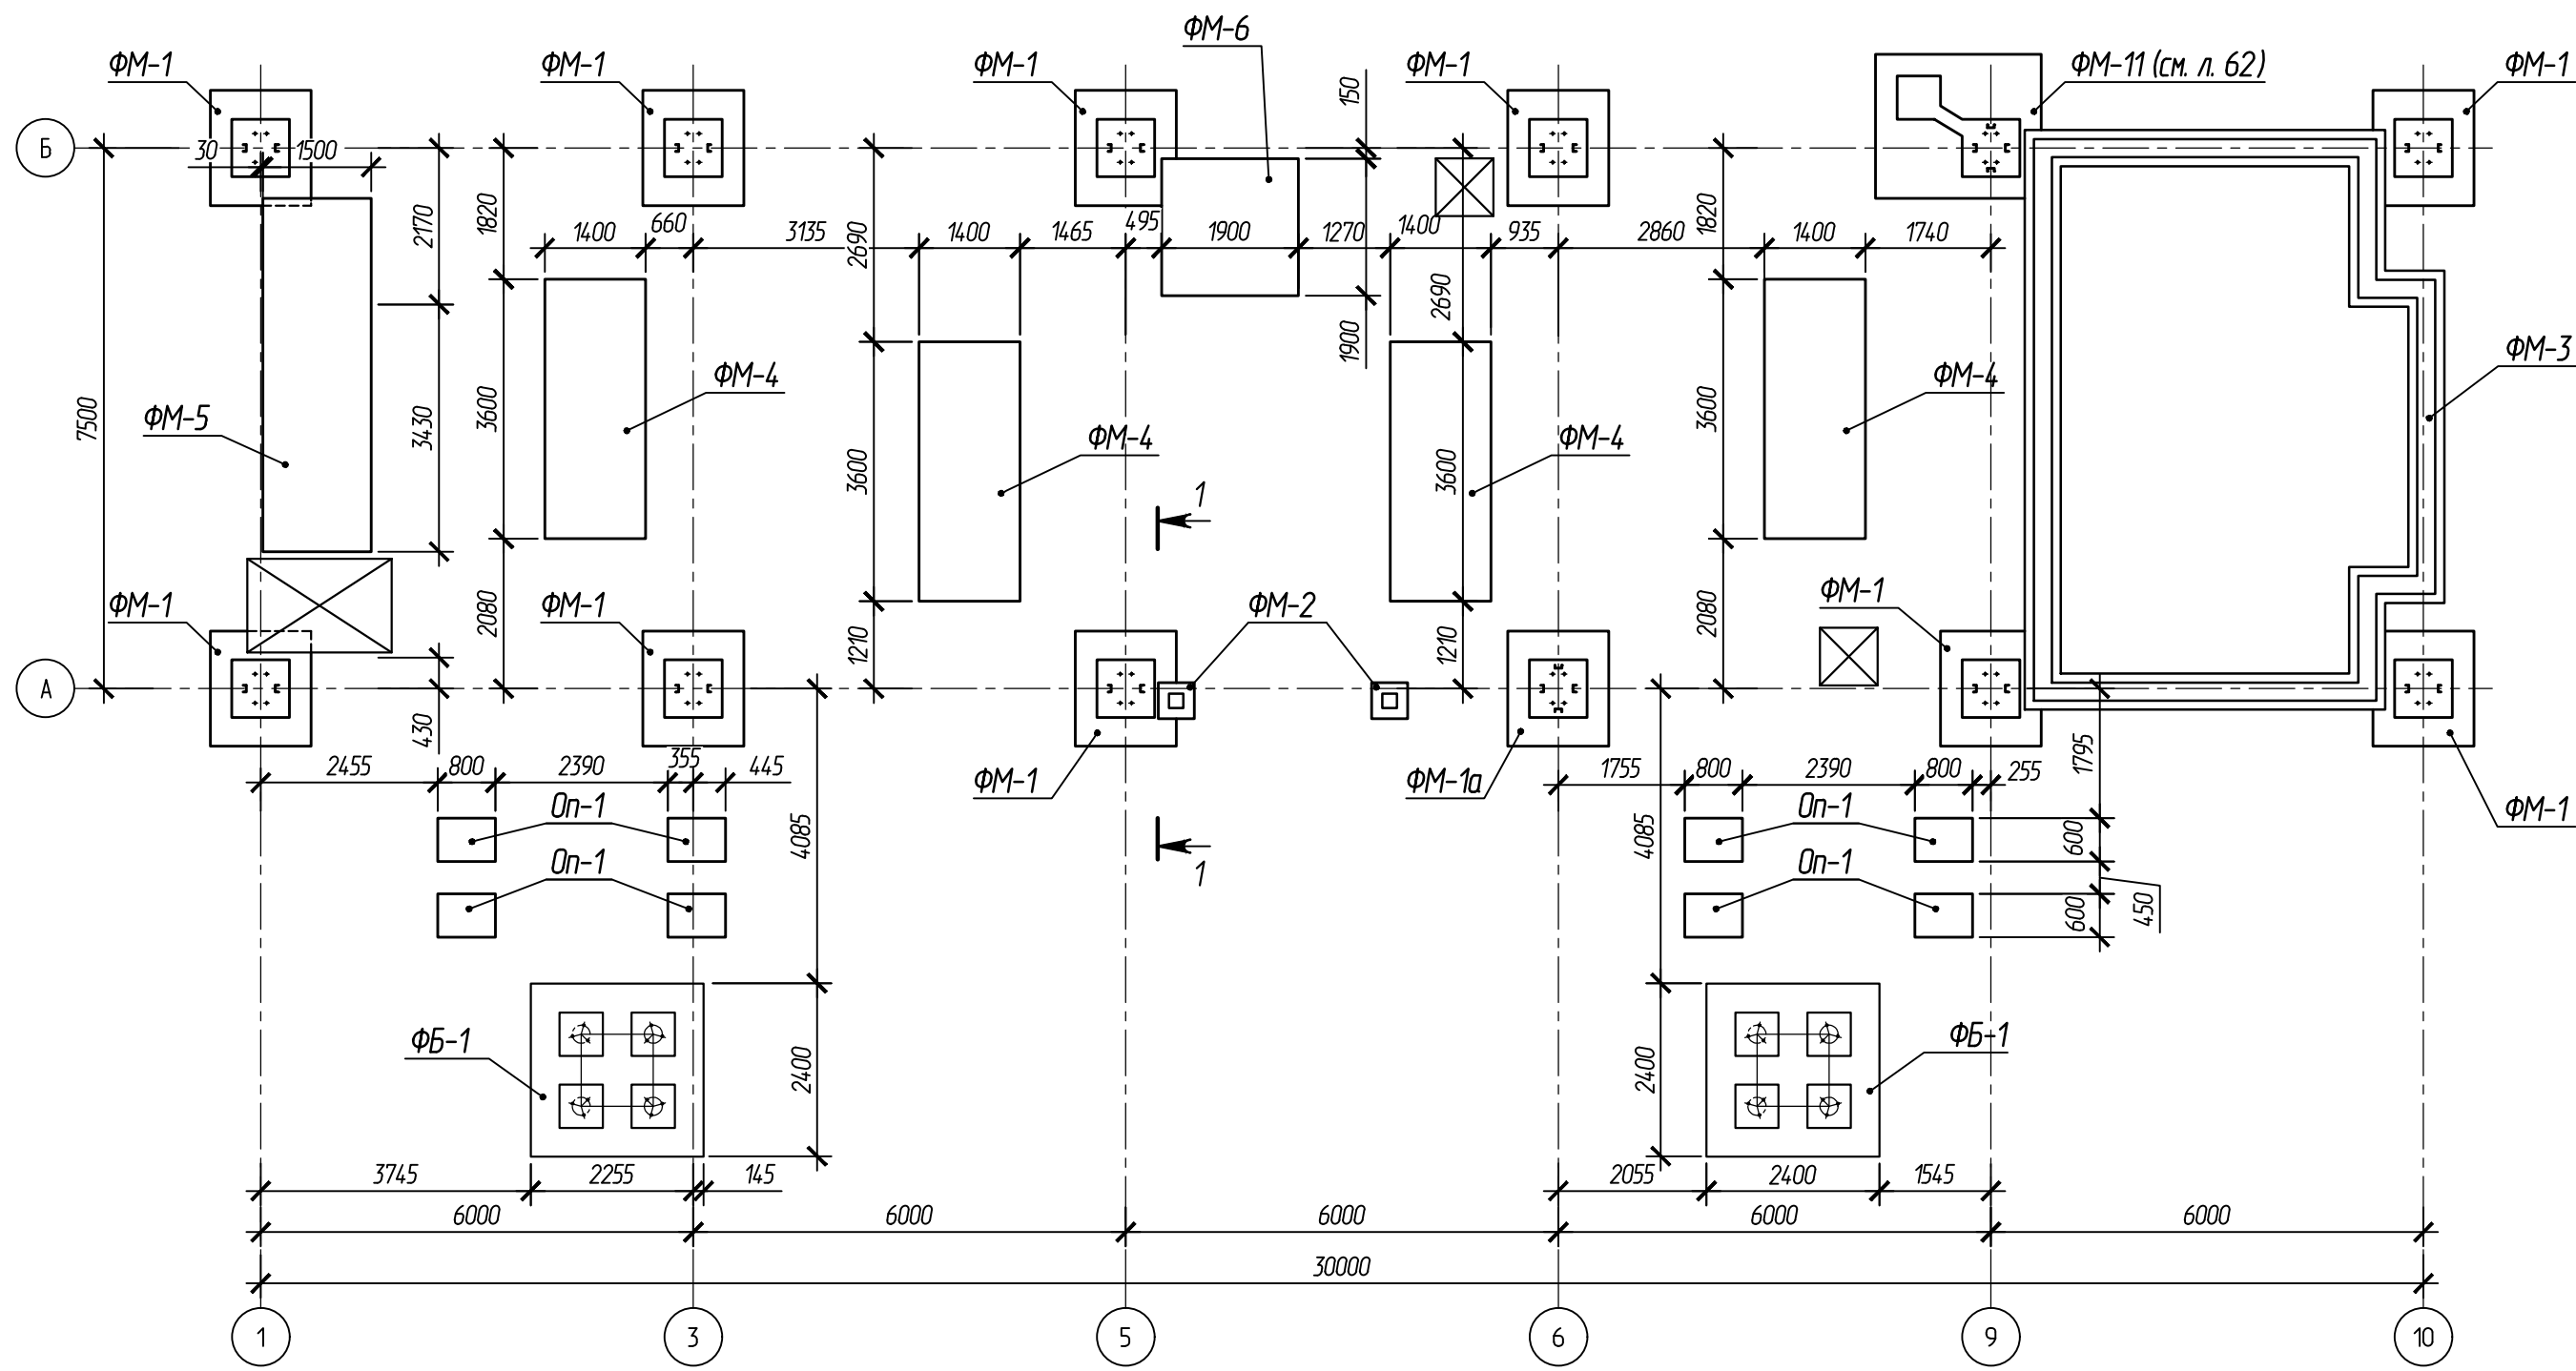 ФМ-6
ФМ-1
ФМ-1
ФМ-1
ФМ-1
ФМ-11 (см. л. 62)
ФМ-1
150
Б
30
1500
2170
1820
660
1400
3135
2690
1400
1465
495
1900
1270
1400
935
2860
1820
1400
1740
2690
1900
7500
ФМ-5
3430
3600
ФМ-4
3600
ФМ-4
3600
ФМ-4
3600
ФМ-4
ФМ-3
1
ФМ-1
ФМ-1
2080
1210
ФМ-2
1210
2080
ФМ-1
А
430
2455
800
2390
355
445
ФМ-1
ФМ-1а
1755
800
2390
800
255
1795
ФМ-1
Оп-1
Оп-1
4085
1
4085
Оп-1
Оп-1
600
600
450
ФБ-1
2400
2400
ФБ-1
3745
2255
145
2055
2400
1545
6000
6000
6000
6000
6000
30000
1
3
5
6
9
10